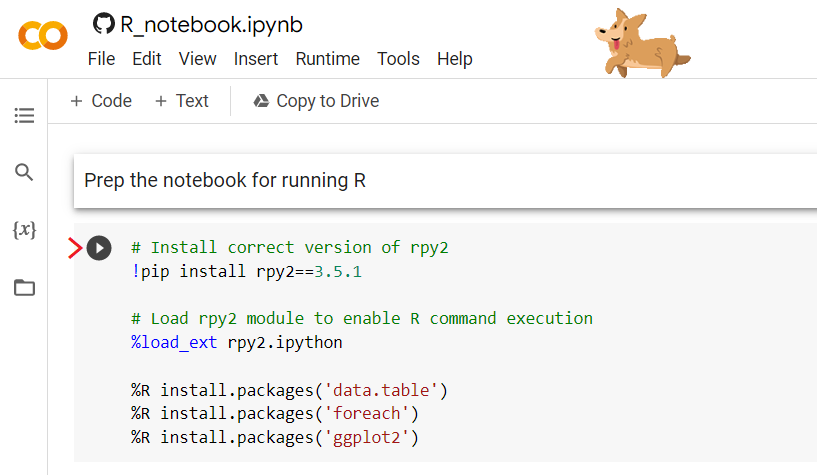 R_notebook.ipynb
File Edit View Insert Runtime Tools Help
+ Code + Text Copy to Drive
Prep the notebook for running R
{x}
# Install correct version of rpy2
!pip install rpy2==3.5.1
# Load rpy2 module to enable R command execution
%load_ext rpy2.ipython
%R install.packages('data.table')
%R install.packages('foreach')
%R install.packages('ggplot2')